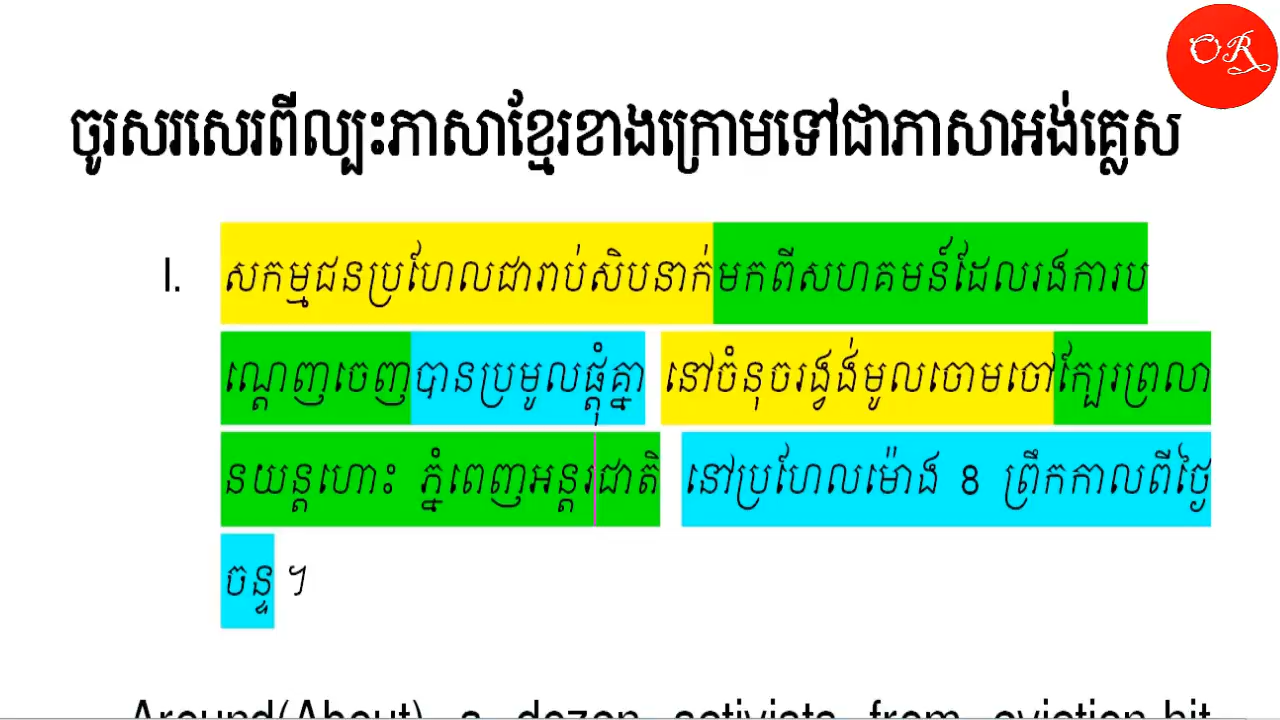 OR
ចូរសរសេរពីល្បះភាសាខ្មែរខាងក្រោមទៅជាភាសាអង់គ្លេស
I. សកម្មជនប្រហែលជារាប់សិបនាក់មកពីសហគមន៍ដែលរងការប
ណ្តេញចេញបានប្រមូលផ្តុំគ្នា នៅចំនុចរង្វង់មូលចោមចៅក្បែរព្រលា
នយន្តហោះ ភ្នំពេញអន្តរជាតិ នៅប្រហែលម៉ោង 8 ព្រឹកកាលពីថ្ងៃ
ចន្ទ ។
Around(About) a dozen activists from eviction-hit